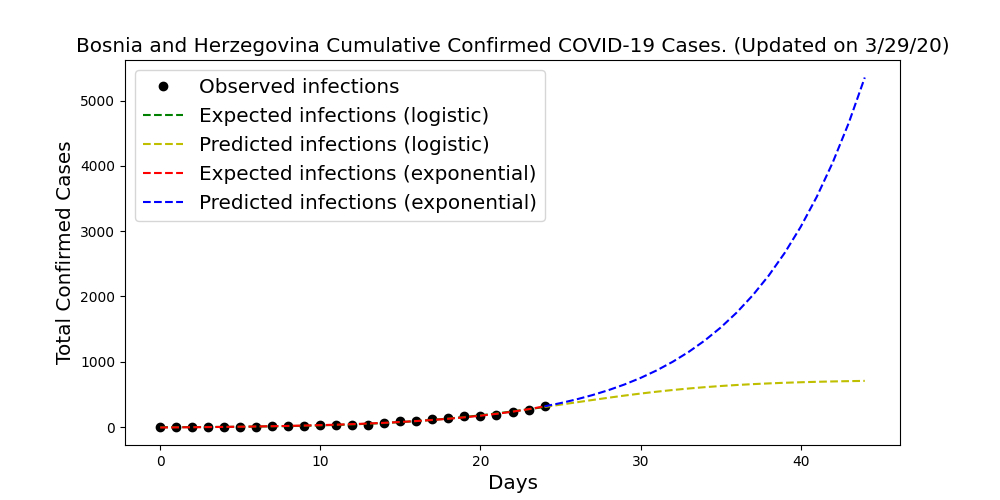 Bosnia and Herzegovina Cumulative Confirmed COVID-19 Cases. (Updated on 3/29/20)
Observed infections
Expected infections (logistic)
Predicted infections (logistic)
Expected infections (exponential)
Predicted infections (exponential)
Total Confirmed Cases
5000
4000
3000
2000
1000
0
0 10 20 30 40
Days